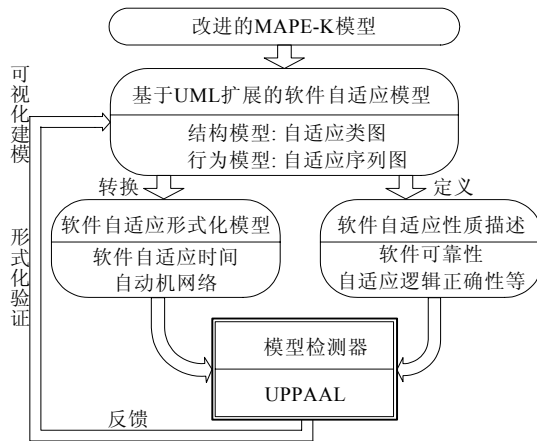 改进的MAPE-K模型
可视化建模
基于UML扩展的软件自适应模型
结构模型: 自适应类图
行为模型: 自适应序列图
转换
定义
形式化验证
软件自适应形式化模型
软件自适应时间
自动机网络
软件自适应性质描述
软件可靠性
自适应逻辑正确性等
模型检测器
UPPAAL
反馈